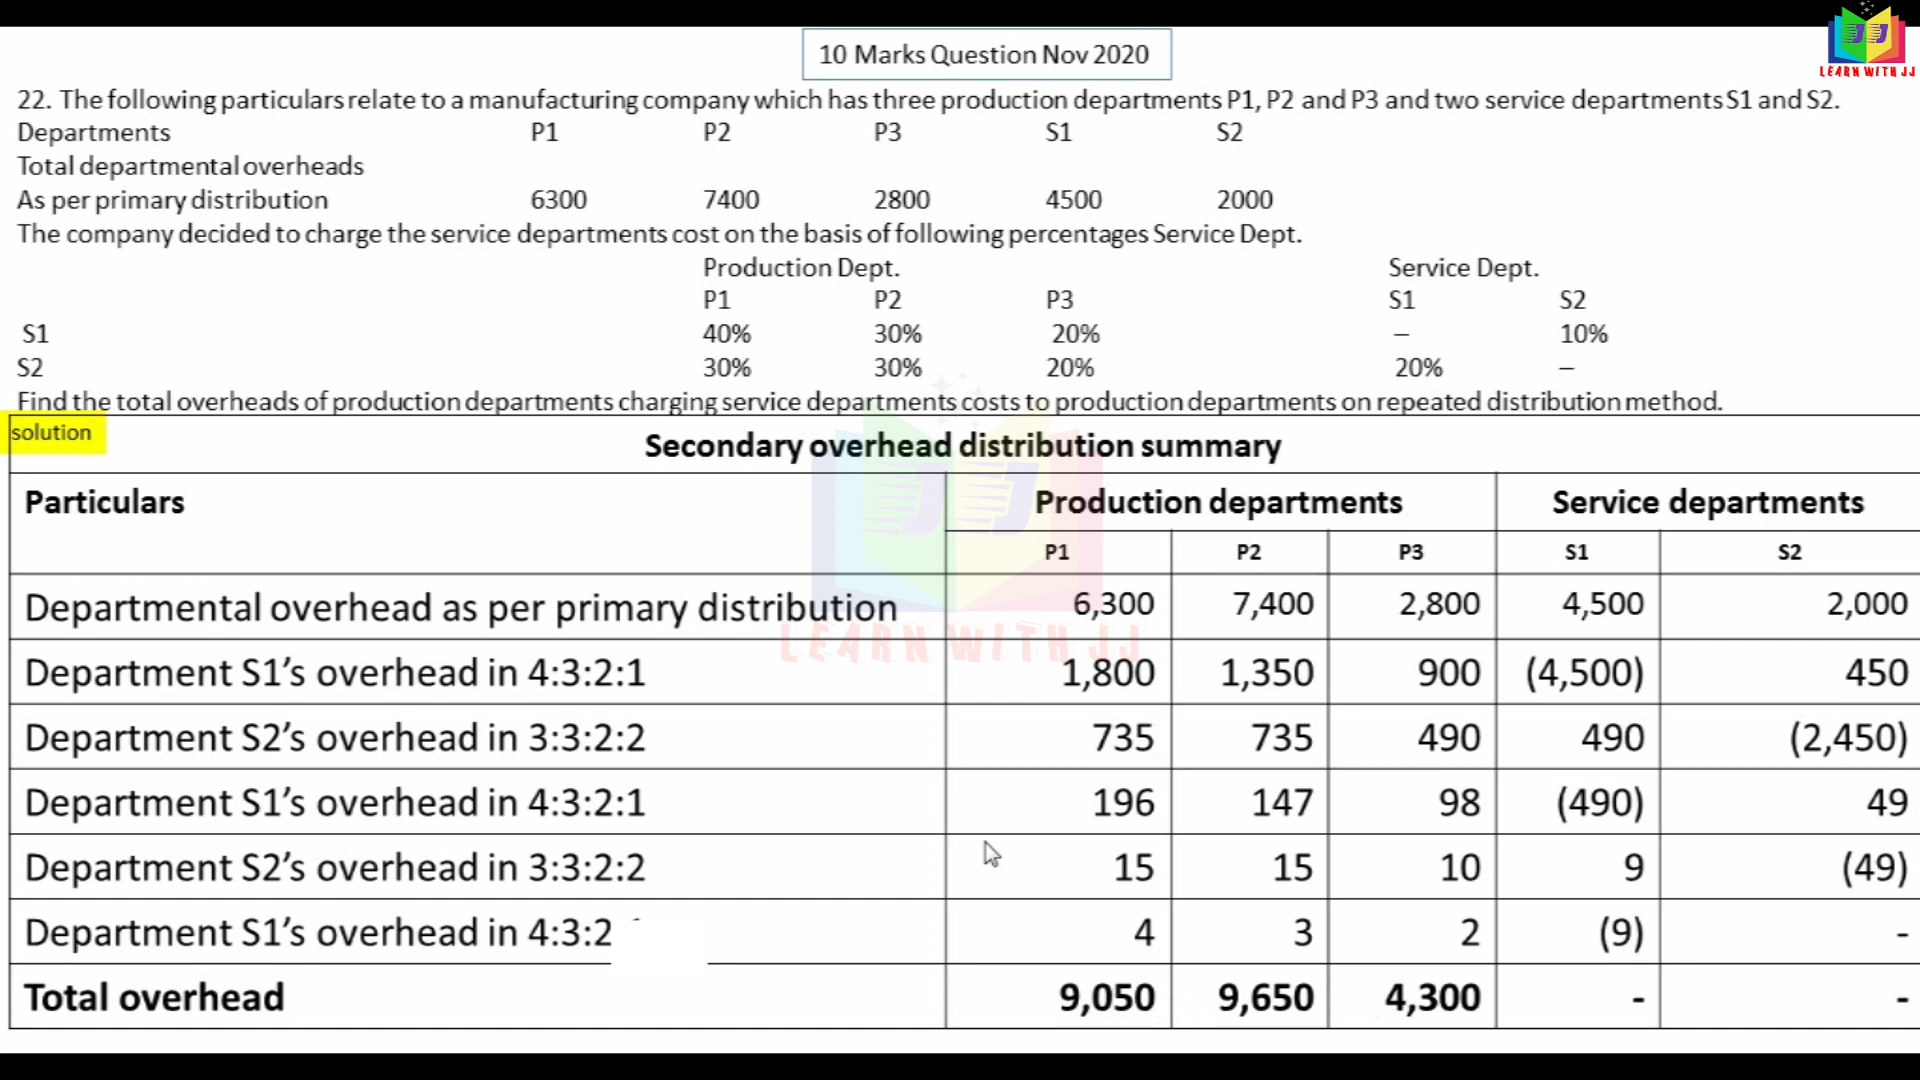 10 Marks Question Nov 2020
LEARN WITH JJ
22. The following particulars relate to a manufacturing company which has three production departments P1, P2 and P3 and two service departments S1 and S2.
Departments P1 P2 P3 S1 S2
Total departmental overheads
As per primary distribution 6300 7400 2800 4500 2000
The company decided to charge the service departments cost on the basis of following percentages Service Dept.
Production Dept. Service Dept.
P1 P2 P3 S1 S2
S1 40% 30% 20% – 10%
S2 30% 30% 20% 20% –
Find the total overheads of production departments charging service departments costs to production departments on repeated distribution method.
solution
Secondary overhead distribution summary
Particulars Production departments Service departments
P1 P2 P3 S1 S2
Departmental overhead as per primary distribution 6,300 7,400 2,800 4,500 2,000
LEARN WITH JJ
Department S1’s overhead in 4:3:2:1 1,800 1,350 900 (4,500) 450
Department S2’s overhead in 3:3:2:2 735 735 490 490 (2,450)
Department S1’s overhead in 4:3:2:1 196 147 98 (490) 49
Department S2’s overhead in 3:3:2:2 15 15 10 9 (49)
Department S1’s overhead in 4:3:2 4 3 2 (9) -
Total overhead 9,050 9,650 4,300 - -